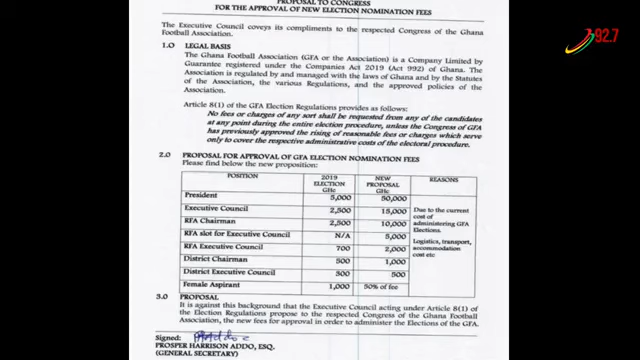 PROPOSAL TO CONGRESS
FOR THE APPROVAL OF NEW ELECTION NOMINATION FEES
The Executive Council coveys its compliments to the respected Congress of the Ghana
Football Association.
1.0 LEGAL BASIS
The Ghana Football Association (GFA or the Association) is a Company Limited by
Guarantee registered under the Companies Act 2019 (Act 992) of Ghana. The
Association is regulated by and managed with the laws of Ghana and by the Statutes
of the Association, the various Regulations, and the approved policies of the
Association.
Article 8(1) of the GFA Election Regulations provides as follows:
No fees or charges of any sort shall be requested from any of the candidates
at any point during the entire election procedure, unless the Congress of GFA
has previously approved the rising of reasonable fees or charges which serve
only to cover the respective administrative costs of the electoral procedure.
2.0 PROPOSAL FOR APPROVAL OF GFA ELECTION NOMINATION FEES
Please find below the new proposition:
POSITION 2019 ELECTION GHc NEW PROPOSAL GHc REASONS
President 5,000 50,000
Executive Council 2,500 15,000
RFA Chairman 2,500 10,000
RFA slot for Executive Council N/A 5,000
RFA Executive Council 700 2,000
District Chairman 500 1,000
District Executive Council 300 500
Female Aspirant 1,000 50% of fee
Due to the current
cost of
administering GFA
Elections.
Logistics, transport,
accommodation
cost etc
3.0 PROPOSAL
It is against this background that the Executive Council acting under Article 8(1) of
the Election Regulations propose to the respected Congress of the Ghana Football
Association, the new fees for approval in order to administer the Elections of the GFA.
Signed:
PROSPER HARRISON ADDO, ESQ.
(GENERAL SECRETARY)
92.7